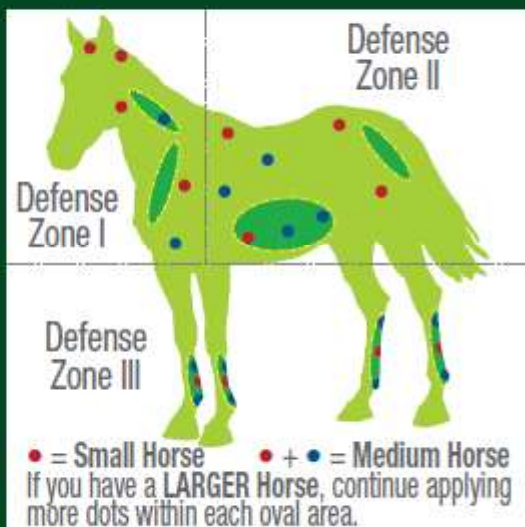 Defense
Zone II
Defense
Zone I
Defense
Zone III
= Small Horse + = Medium Horse
If you have a LARGER Horse, continue applying
more dots within each oval area.